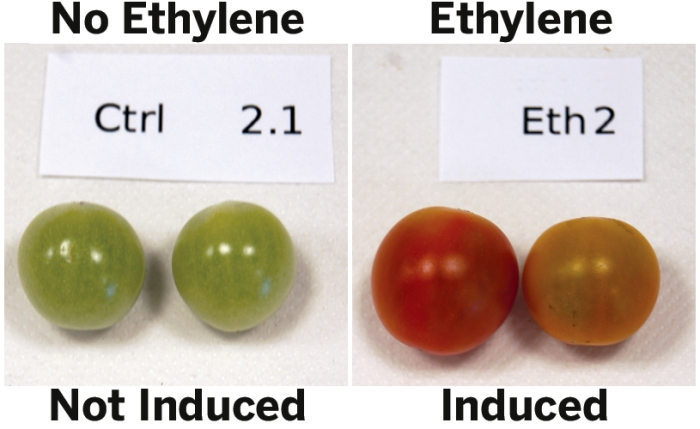 No Ethylene
Ethylene
Ctrl 2.1
Eth 2
Not Induced
Induced